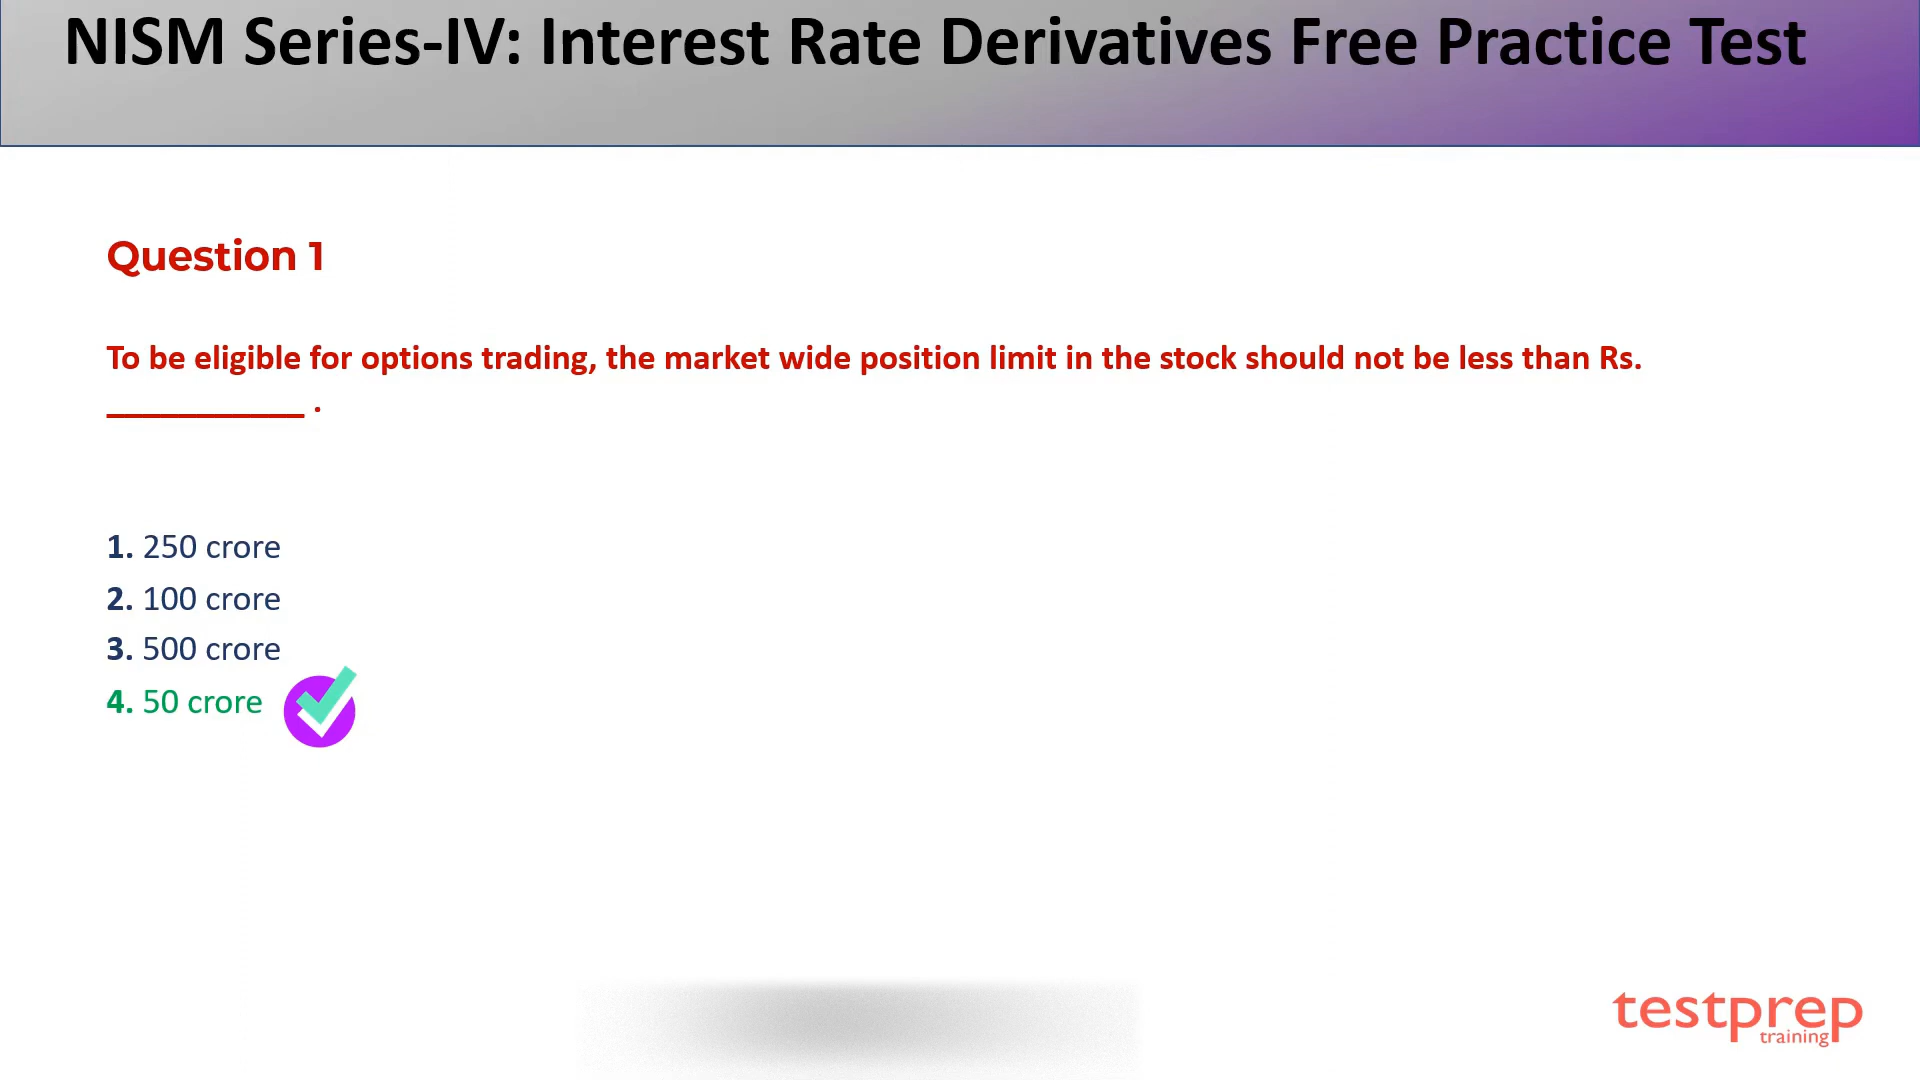 NISM Series-IV: Interest Rate Derivatives Free Practice Test
Question 1
To be eligible for options trading, the market wide position limit in the stock should not be less than Rs.
___________ .
1. 250 crore
2. 100 crore
3. 500 crore
4. 50 crore
testprep
training